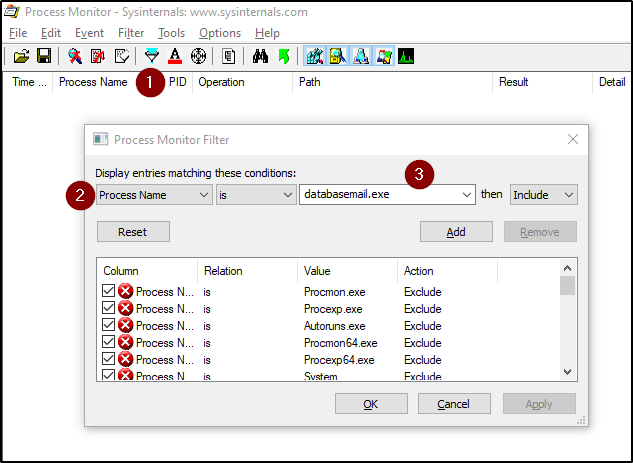 Process Monitor - Sysinternals: www.sysinternals.com
File Edit Event Filter Tools Options Help
A
1
Time ... Process Name PID Operation Path Result Detail
Process Monitor Filter
Display entries matching these conditions:
3
2 Process Name is databasemail.exe then Include
Reset Add Remove
Column Relation Value Action
Process N... is Procmon.exe Exclude
Process N... is Procexp.exe Exclude
Process N... is Autoruns.exe Exclude
Process N... is Procmon64.exe Exclude
Process N... is Procexp64.exe Exclude
Process N is System Exclude
OK Cancel Apply